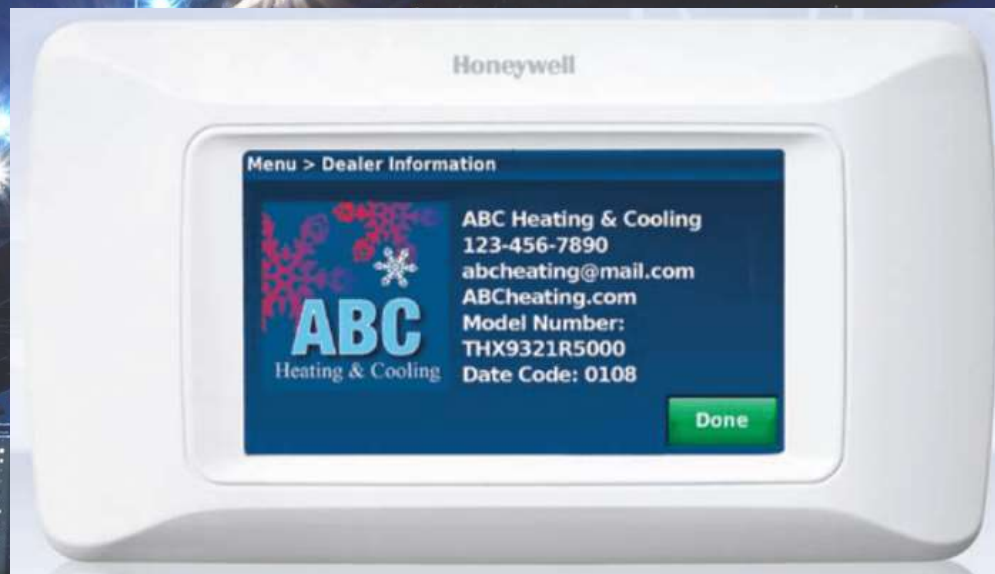 Honeywell
Menu > Dealer Information
ABC
Heating & Cooling
ABC Heating & Cooling
123-456-7890
abcheating@mail.com
ABCheating.com
Model Number:
THX9321R5000
Date Code: 0108
Done